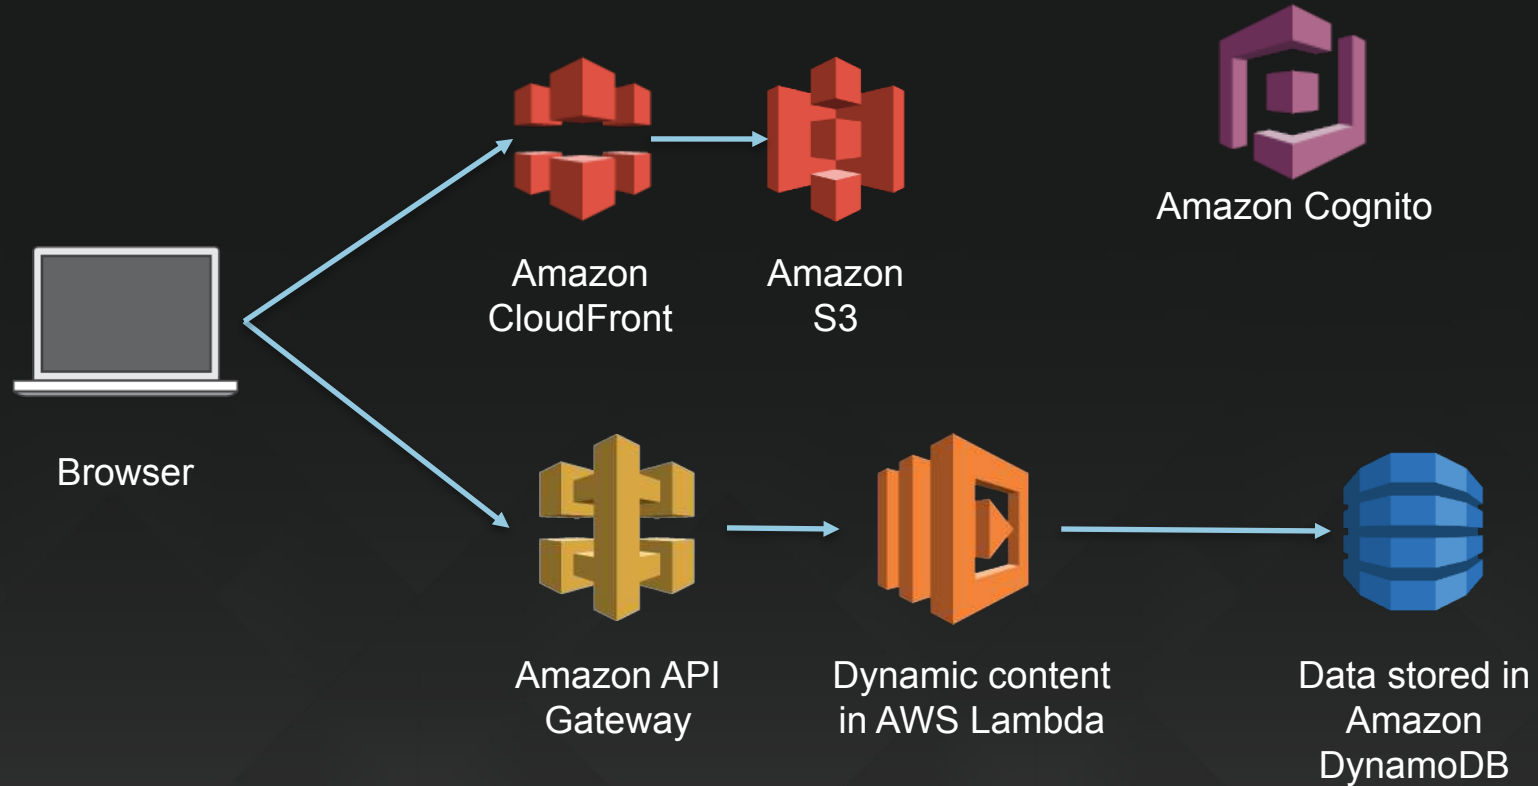 Amazon Cognito
Amazon
CloudFront
Amazon
S3
Browser
Amazon API
Gateway
Dynamic content
in AWS Lambda
Data stored in
Amazon
DynamoDB